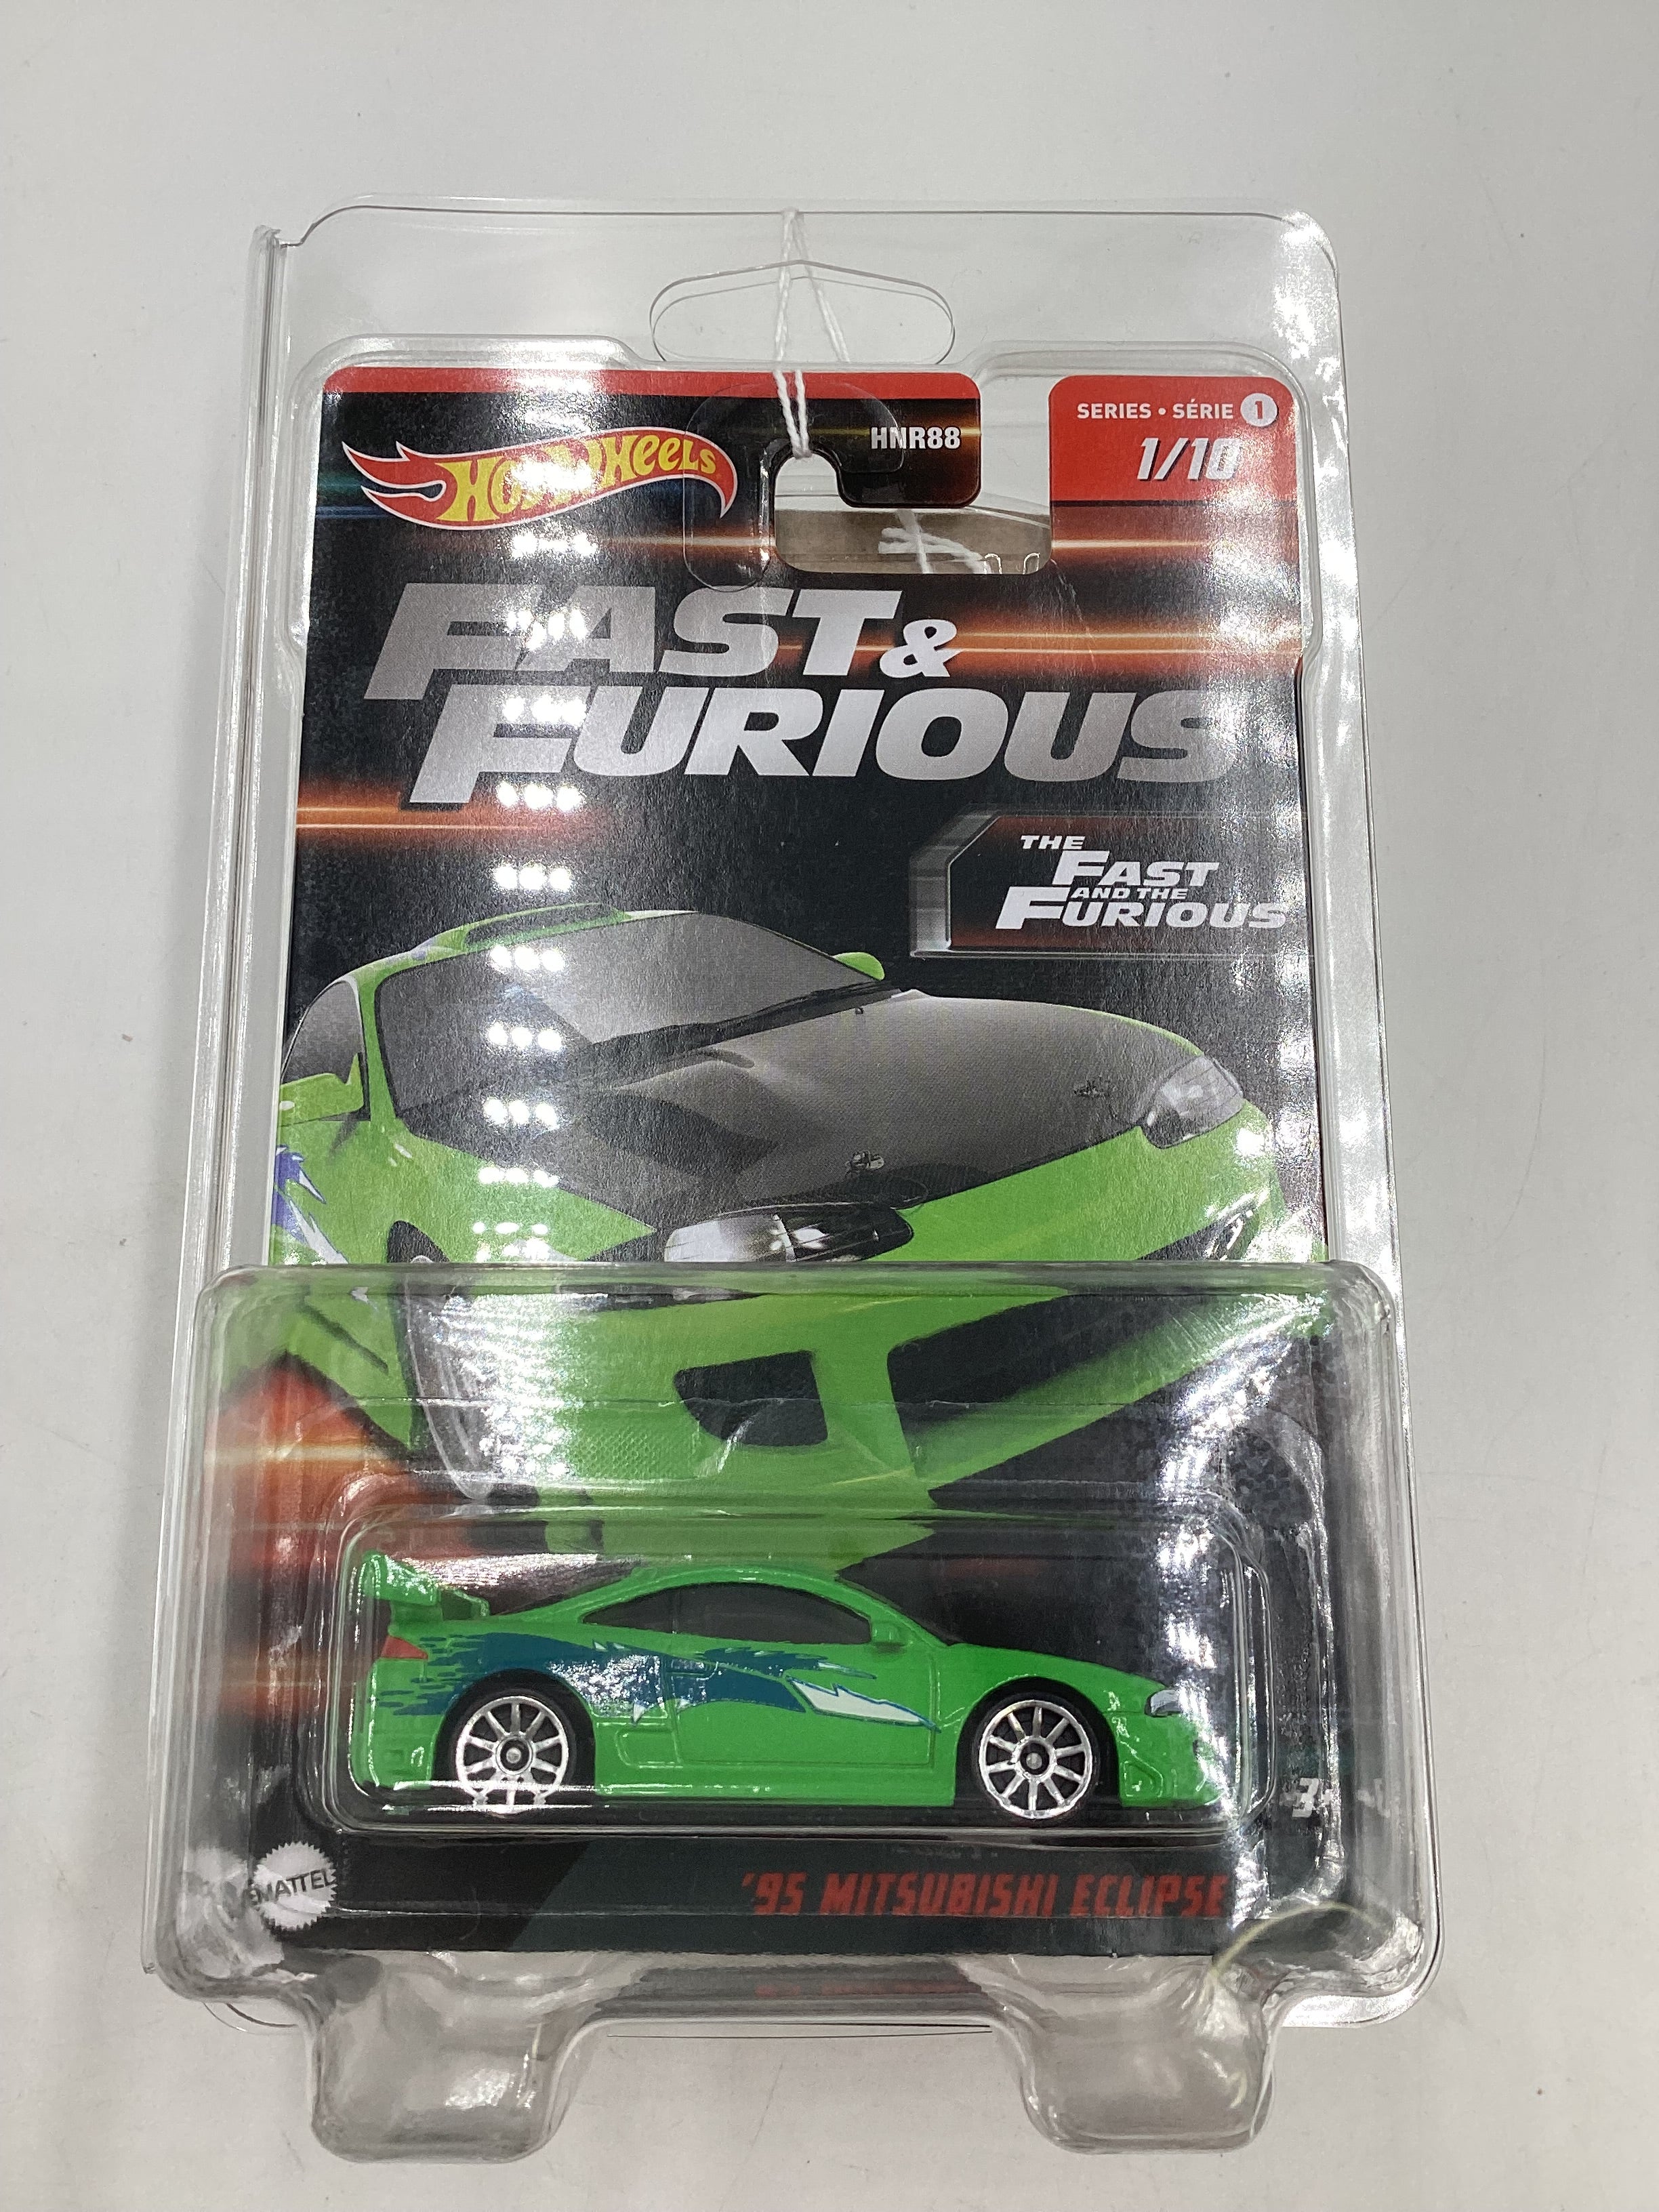 HOT WHEELS
HNR88
SERIES • SÉRIE 1
1/10
FAST &
FURIOUS
THE
FAST
AND THE
FURIOUS
3+
MATTEL
'95 MITSUBISHI ECLIPSE